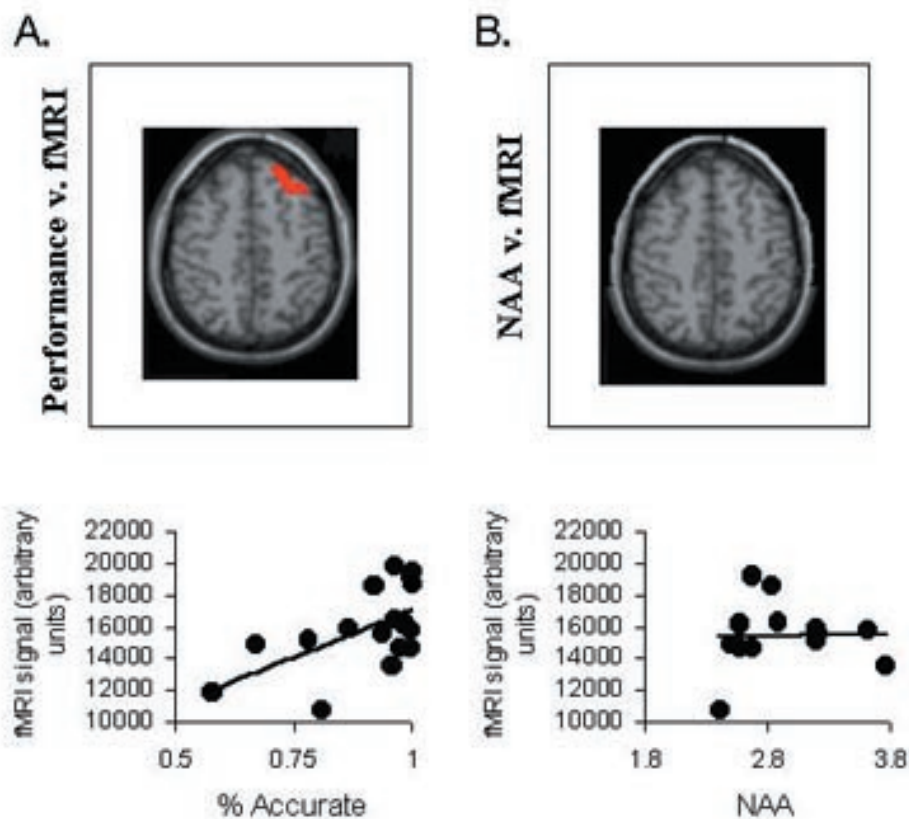 A.
B.
Performance v. fMRI
NAA v. fMRI
fMRI signal (arbitrary
units)
22000
20000
18000
16000
14000
12000
10000
0.5
0.75
1
% Accurate
fMRI signal (arbitrary
units)
22000
20000
18000
16000
14000
12000
10000
1.8
2.8
3.8
NAA